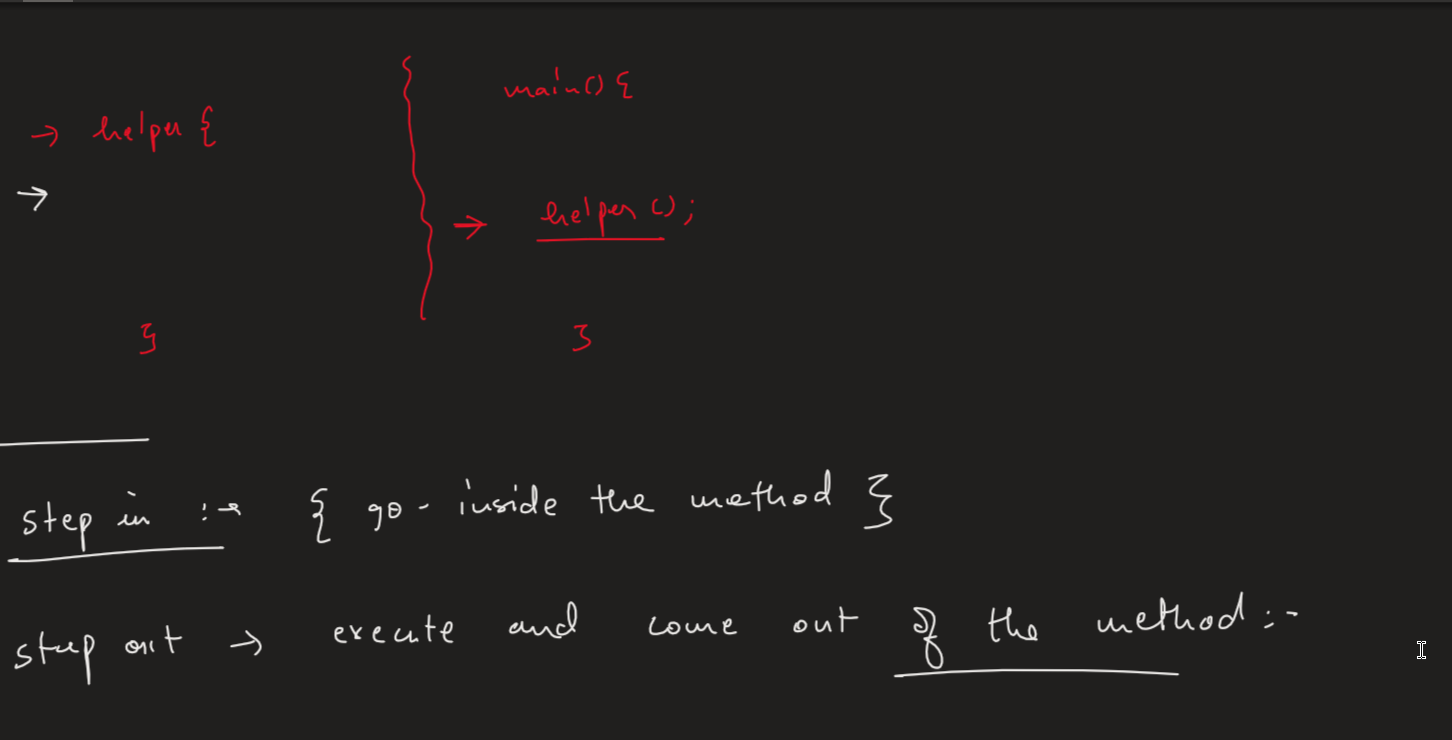 main() {
→ helper {
→
→ helper();
}
}
step in :→ { go - inside the method }
step out → execute and come out of the method :-